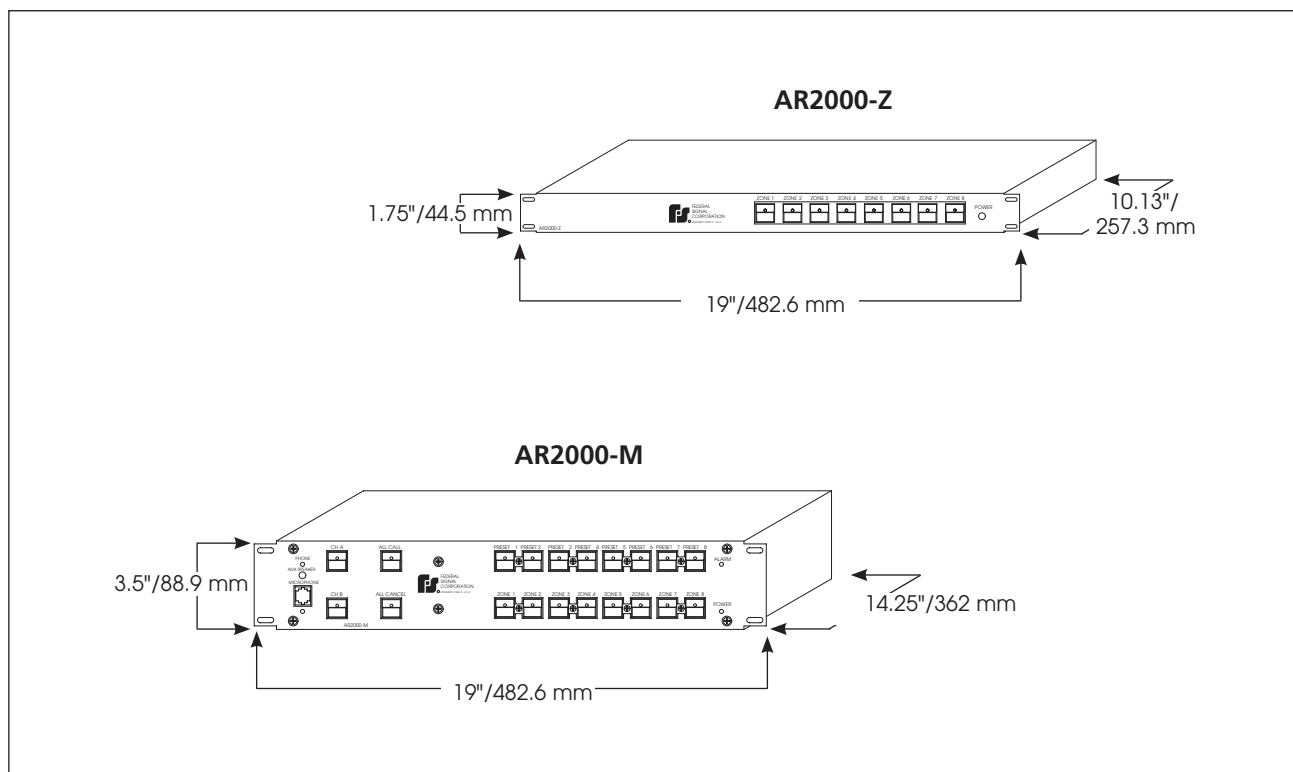 AR2000-Z
1.75"/44.5 mm
FEDERAL
SIGNAL
CORPORATION
ZONE 1 ZONE 2 ZONE 3 ZONE 4 ZONE 5 ZONE 6 ZONE 7 ZONE 8
POWER
AR2000-Z
10.13"/
257.3 mm
19"/482.6 mm
AR2000-M
3.5"/88.9 mm
PHONE
AUX SPEAKER
MICROPHONE
CH A
ALL CALL
CH B
ALL CANCEL
AR2000-M
FEDERAL
SIGNAL
CORPORATION
PRESET 1 PRESET 2 PRESET 3 PRESET 4 PRESET 5 PRESET 6 PRESET 7 PRESET 8
ALARM
ZONE 1 ZONE 2 ZONE 3 ZONE 4 ZONE 5 ZONE 6 ZONE 7 ZONE 8
POWER
14.25"/362 mm
19"/482.6 mm